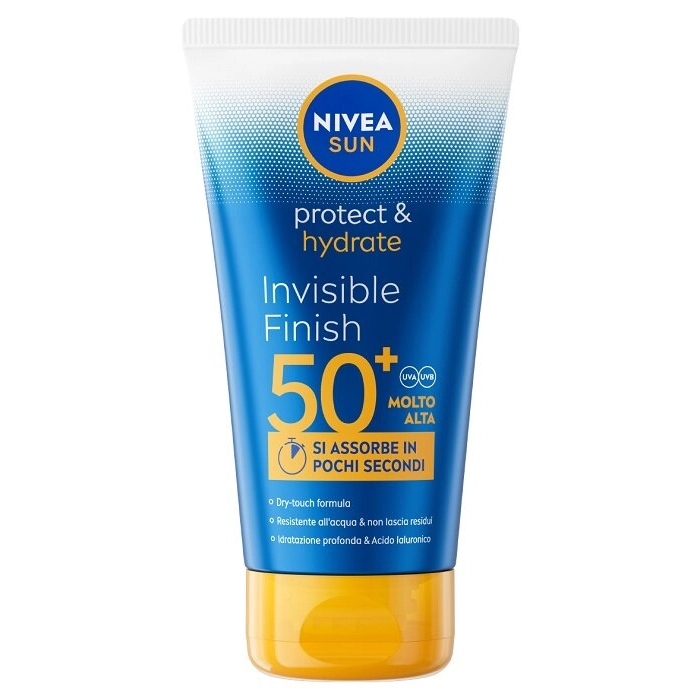 NIVEA
SUN
protect &
hydrate
Invisible
Finish
50+
UVA UVB
MOLTO
ALTA
SI ASSORBE IN
POCHI SECONDI
Dry-touch formula
Resistente all'acqua & non lascia residui
Idratazione profonda & Acido Ialuronico